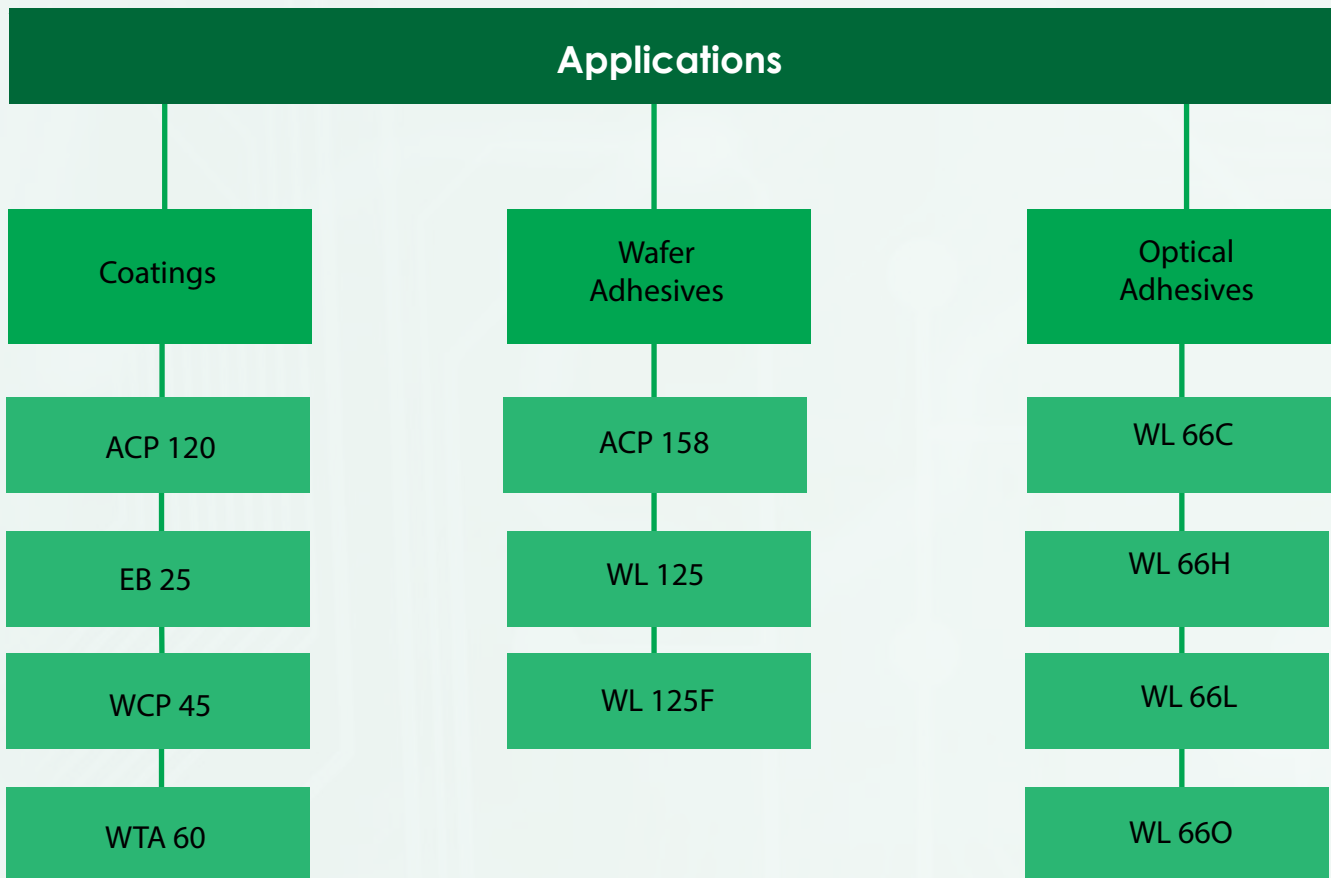 Applications
Coatings
ACP 120
EB 25
WCP 45
WTA 60
Wafer
Adhesives
ACP 158
WL 125
WL 125F
Optical
Adhesives
WL 66C
WL 66H
WL 66L
WL 66O